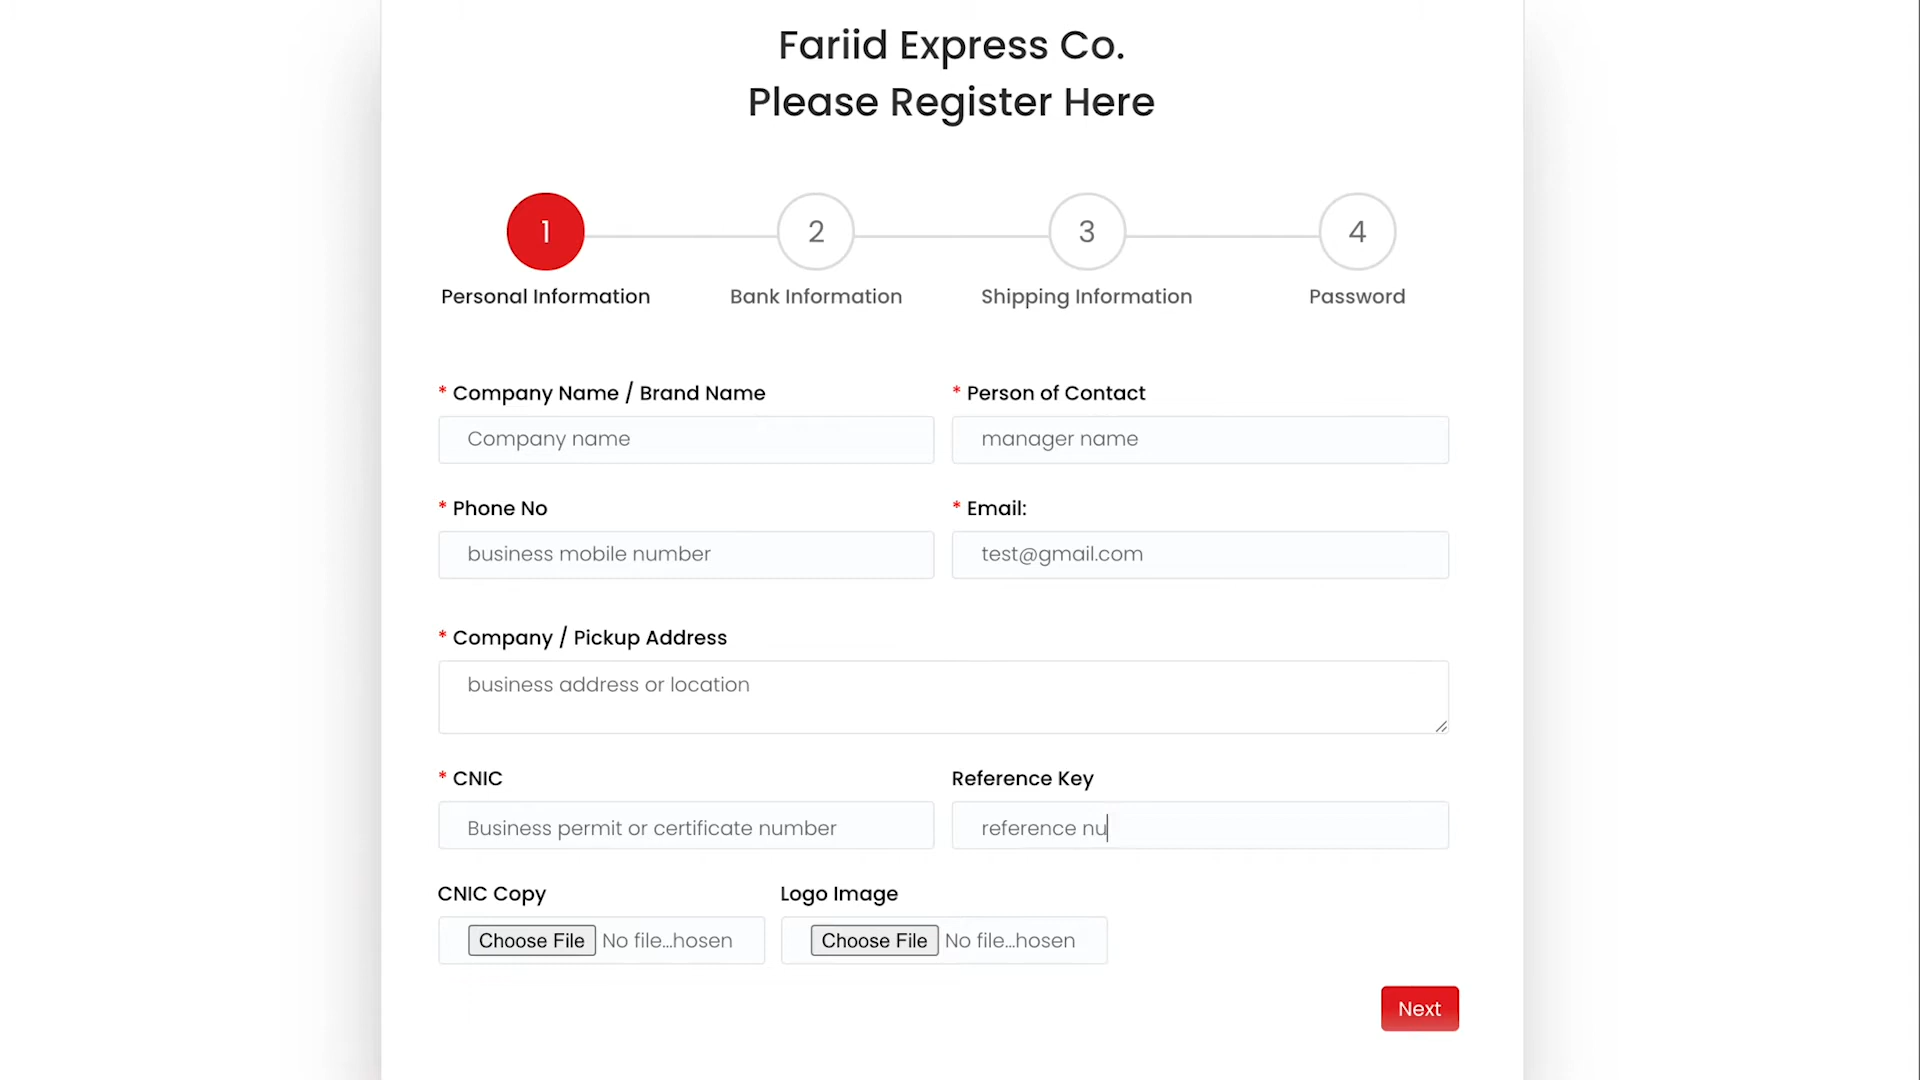 Fariid Express Co.
Please Register Here
1 2 3 4
Personal Information Bank Information Shipping Information Password
* Company Name / Brand Name * Person of Contact
Company name manager name
* Phone No * Email:
business mobile number test@gmail.com
* Company / Pickup Address
business address or location
* CNIC Reference Key
Business permit or certificate number reference nu
CNIC Copy Logo Image
Choose File No file...hosen Choose File No file...hosen
Next